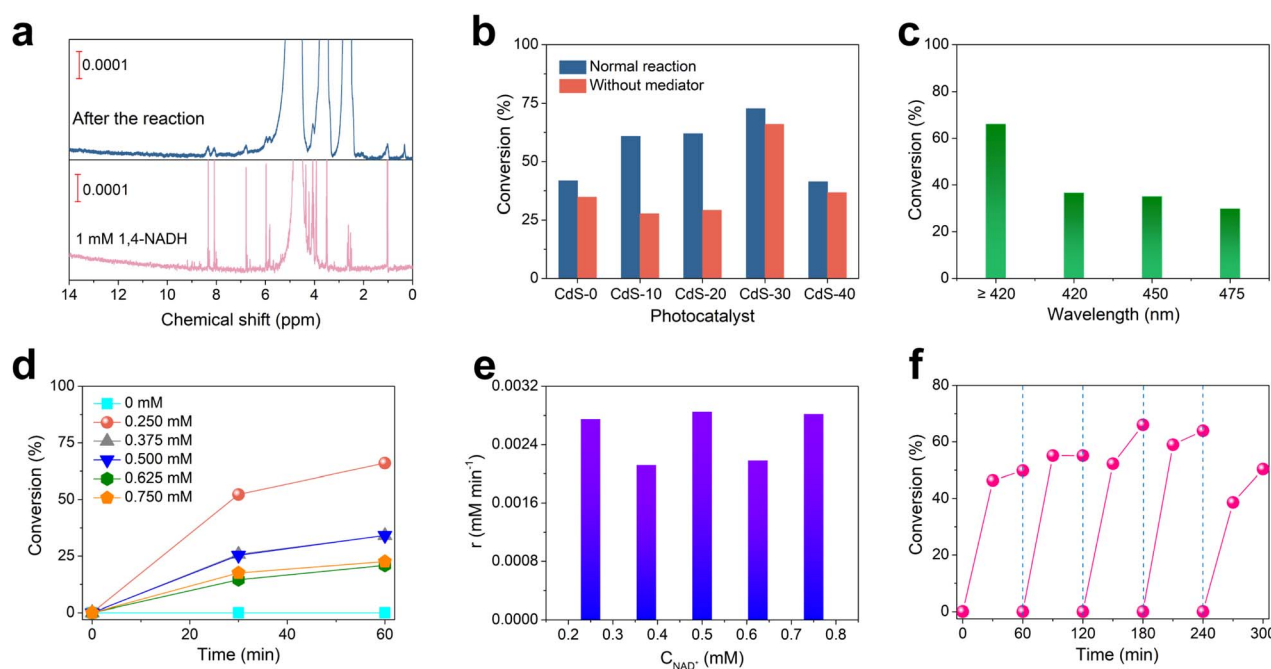 a
0.0001
After the reaction
0.0001
1 mM 1,4-NADH
14 12 10 8 6 4 2 0
Chemical shift (ppm)
b
100
75
50
25
0
Conversion (%)
Normal reaction
Without mediator
CdS-0 CdS-10 CdS-20 CdS-30 CdS-40
Photocatalyst
c
100
80
60
40
20
0
Conversion (%)
≥ 420 420 450 475
Wavelength (nm)
d
100
75
50
25
0
Conversion (%)
0 mM
0.250 mM
0.375 mM
0.500 mM
0.625 mM
0.750 mM
0 20 40 60
Time (min)
e
0.0032
0.0024
0.0016
0.0008
0.0000
r (mM min⁻¹)
0.2 0.3 0.4 0.5 0.6 0.7 0.8
C_NAD⁺ (mM)
f
80
60
40
20
0
Conversion (%)
0 60 120 180 240 300
Time (min)